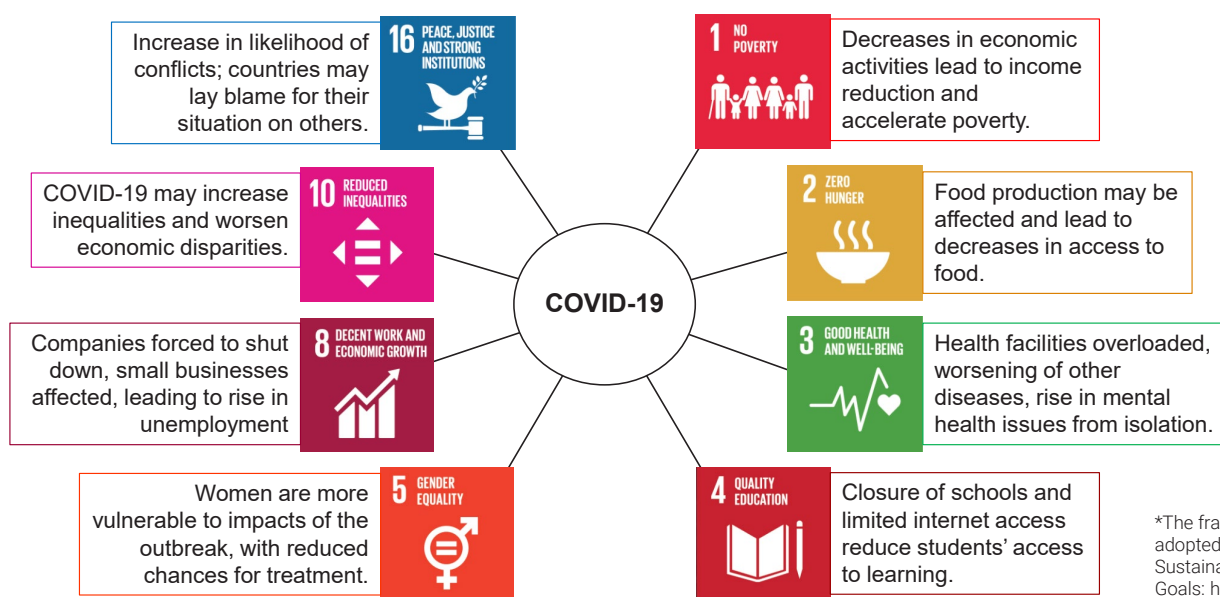 Increase in likelihood of
conflicts; countries may
lay blame for their
situation on others.
16 PEACE, JUSTICE
AND STRONG
INSTITUTIONS
1 NO
POVERTY
Decreases in economic
activities lead to income
reduction and
accelerate poverty.
COVID-19 may increase
inequalities and worsen
economic disparities.
10 REDUCED
INEQUALITIES
2 ZERO
HUNGER
Food production may be
affected and lead to
decreases in access to
food.
COVID-19
Companies forced to shut
down, small businesses
affected, leading to rise in
unemployment
8 DECENT WORK AND
ECONOMIC GROWTH
3 GOOD HEALTH
AND WELL-BEING
Health facilities overloaded,
worsening of other
diseases, rise in mental
health issues from isolation.
Women are more
vulnerable to impacts of the
outbreak, with reduced
chances for treatment.
5 GENDER
EQUALITY
4 QUALITY
EDUCATION
Closure of schools and
limited internet access
reduce students’ access
to learning.
*The fra
adopted
Sustaina
Goals: h